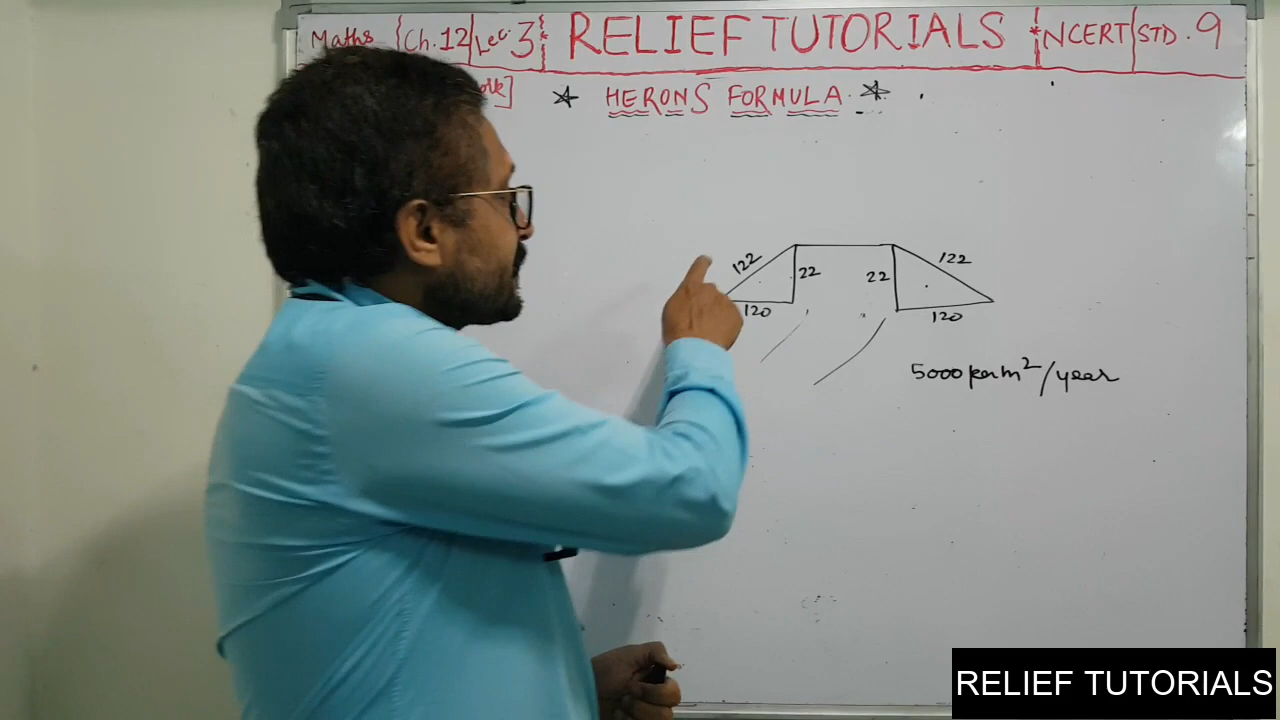 Maths {Ch.12|Lec.3 * RELIEF TUTORIALS * NCERT|STD. 9
HERONS FORMULA
122
22
120
22
122
120
5000 per m²/year
RELIEF TUTORIALS